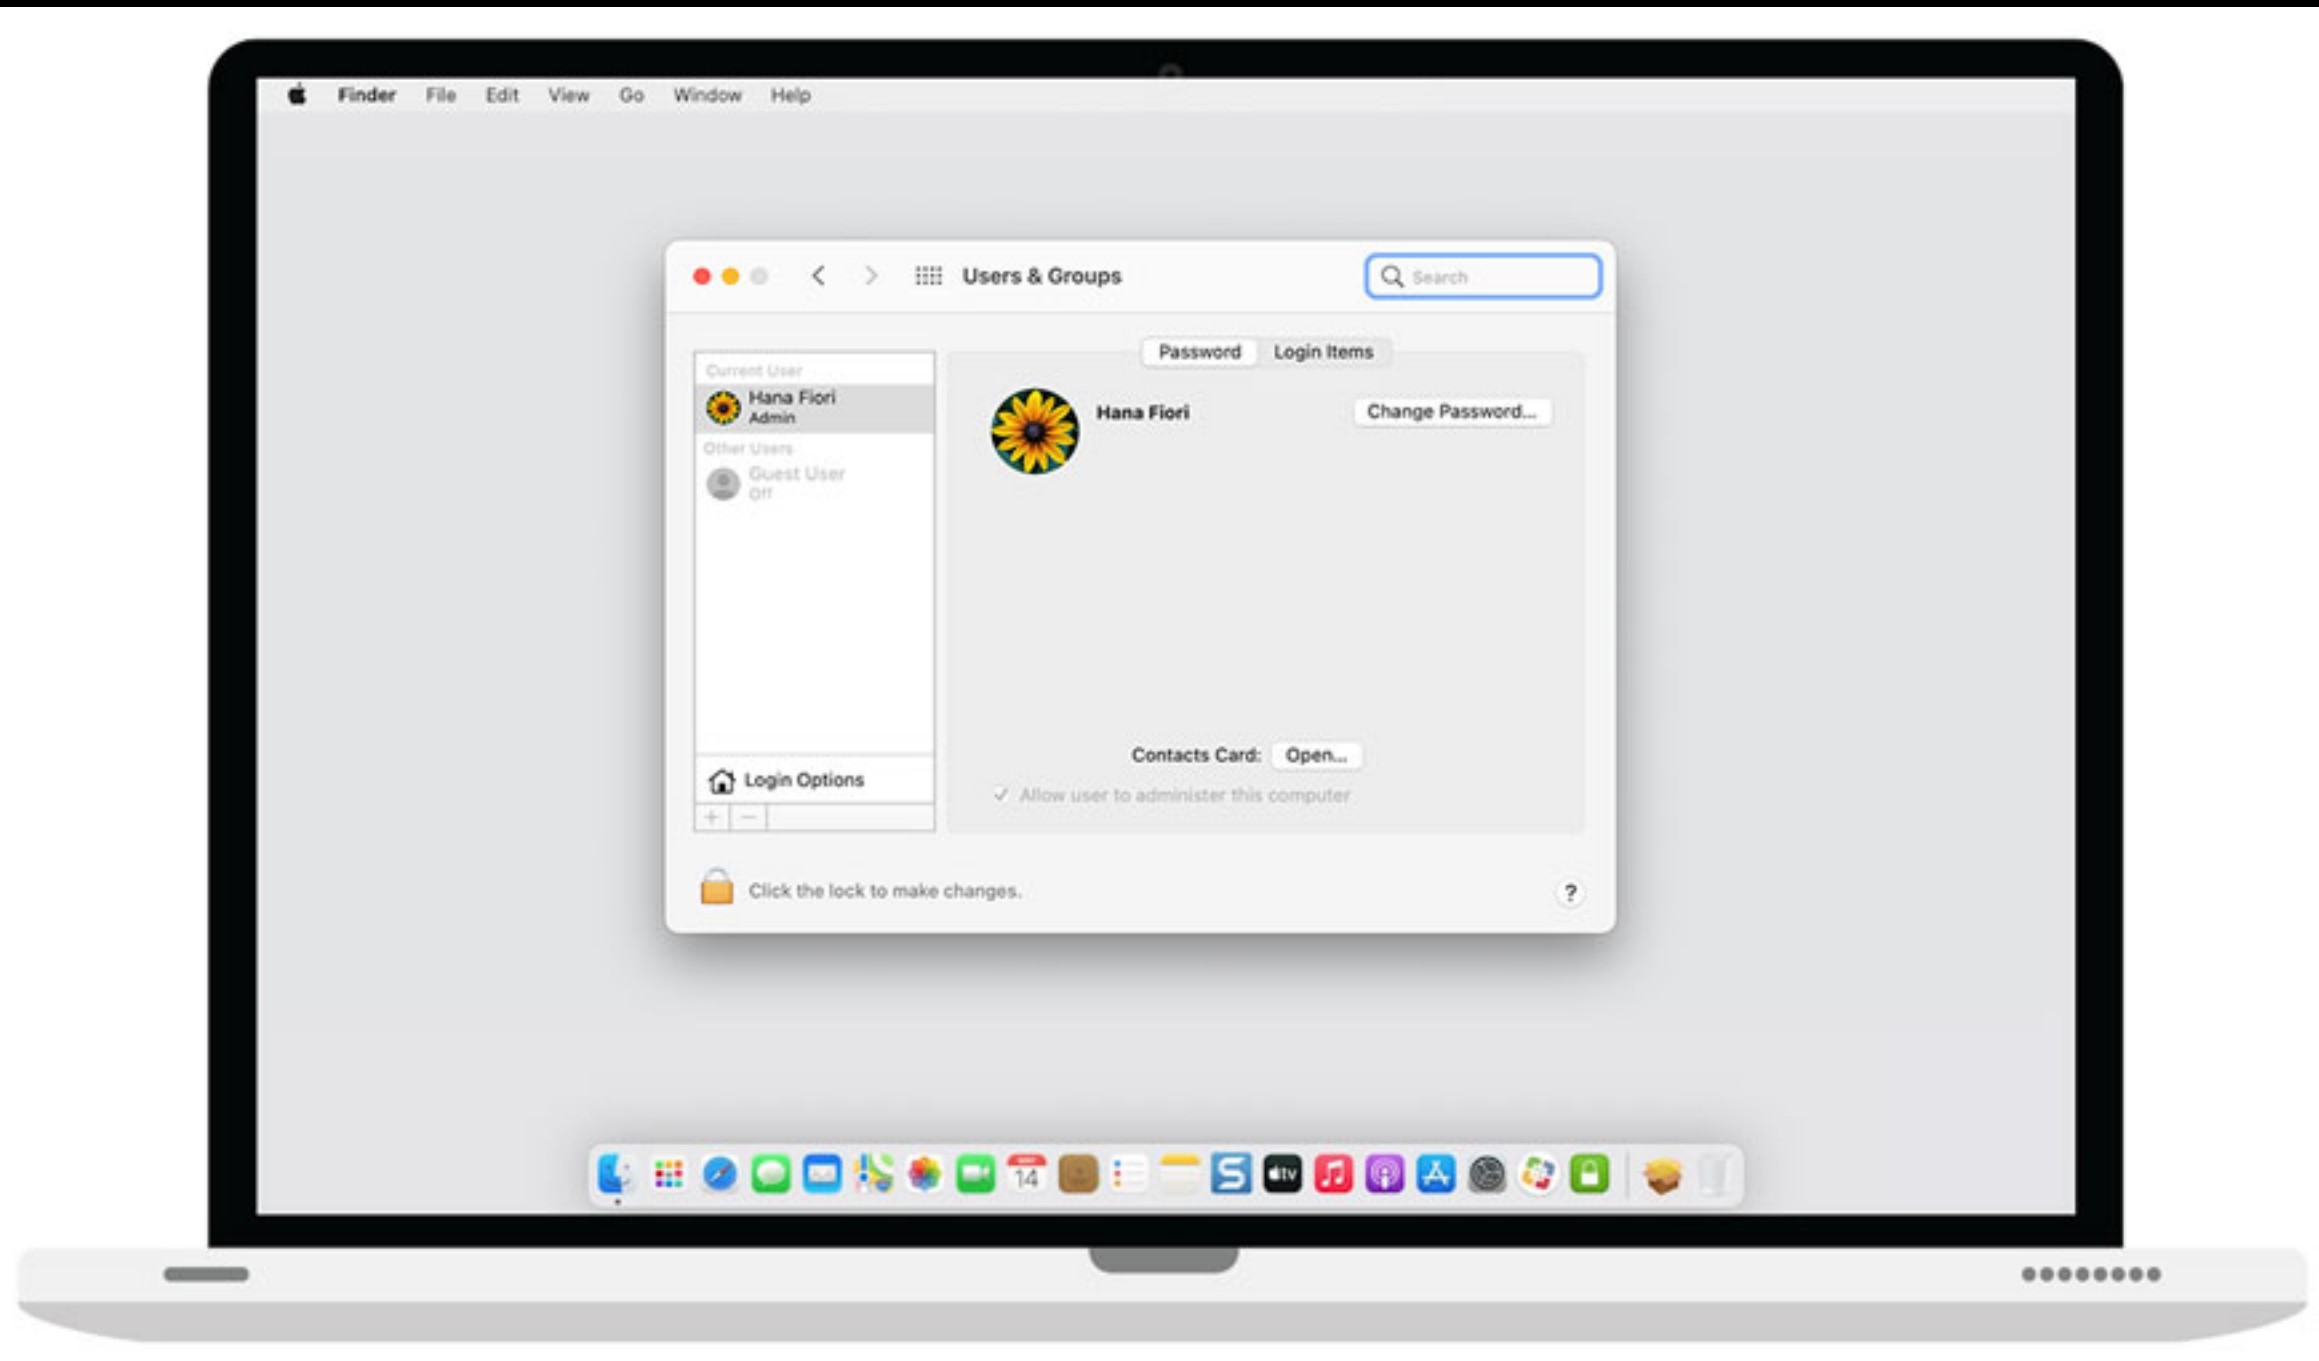 Finder File Edit View Go Window Help
Users & Groups
Search
Password Login Items
Current User
Hana Fiori
Admin
Other Users
Guest User
Off
Login Options
+ −
Hana Fiori
Change Password...
Contacts Card: Open...
Allow user to administer this computer
Click the lock to make changes.
?
14
S
tv